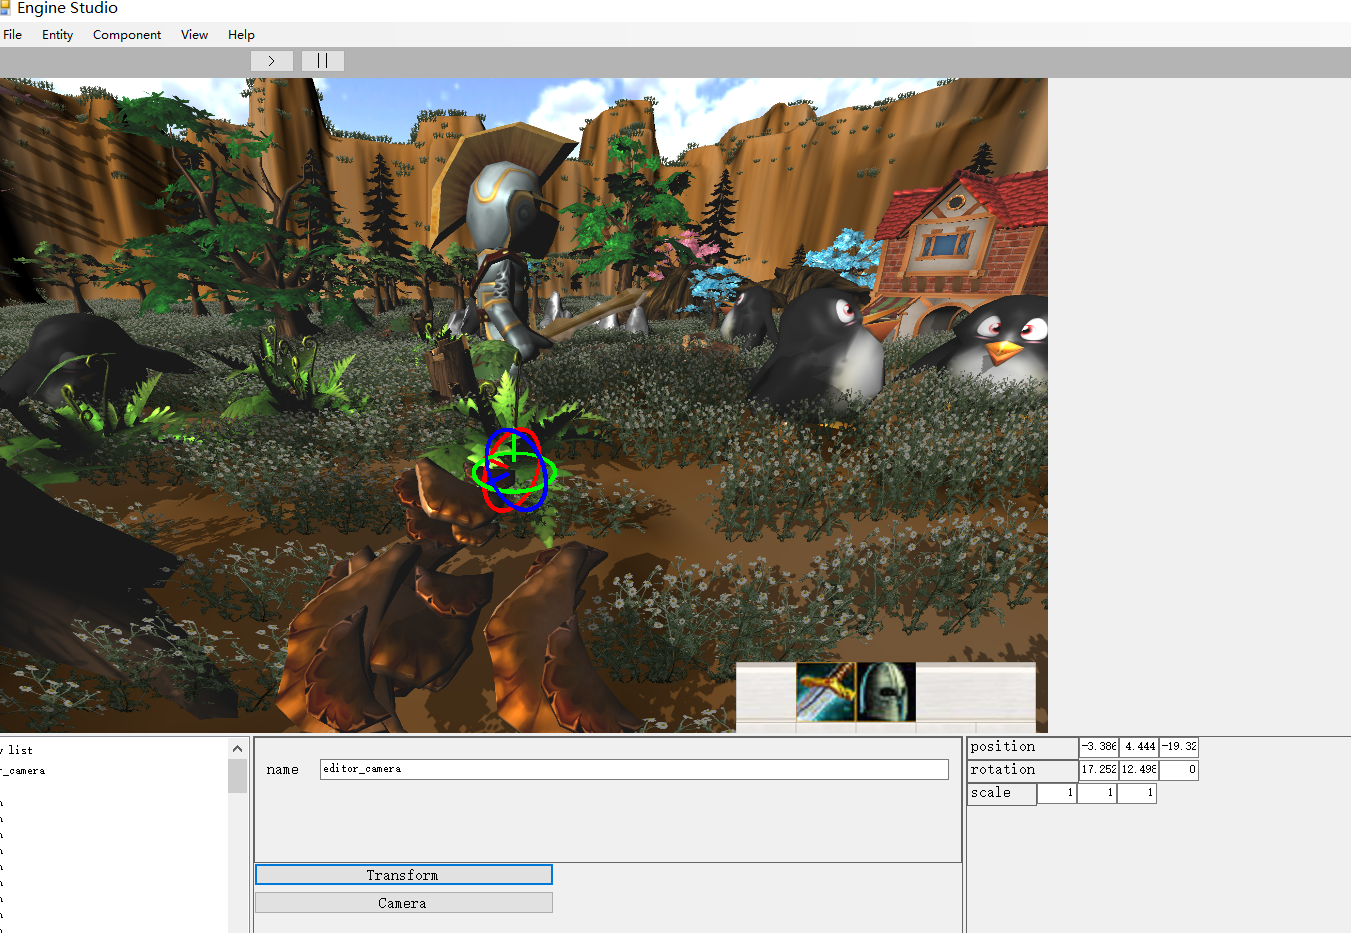 Engine Studio
File Entity Component View Help
> ||
list
_camera
name editor_camera
Transform
Camera
position -3.386 4.444 -19.32
rotation 17.252 12.498 0
scale 1 1 1